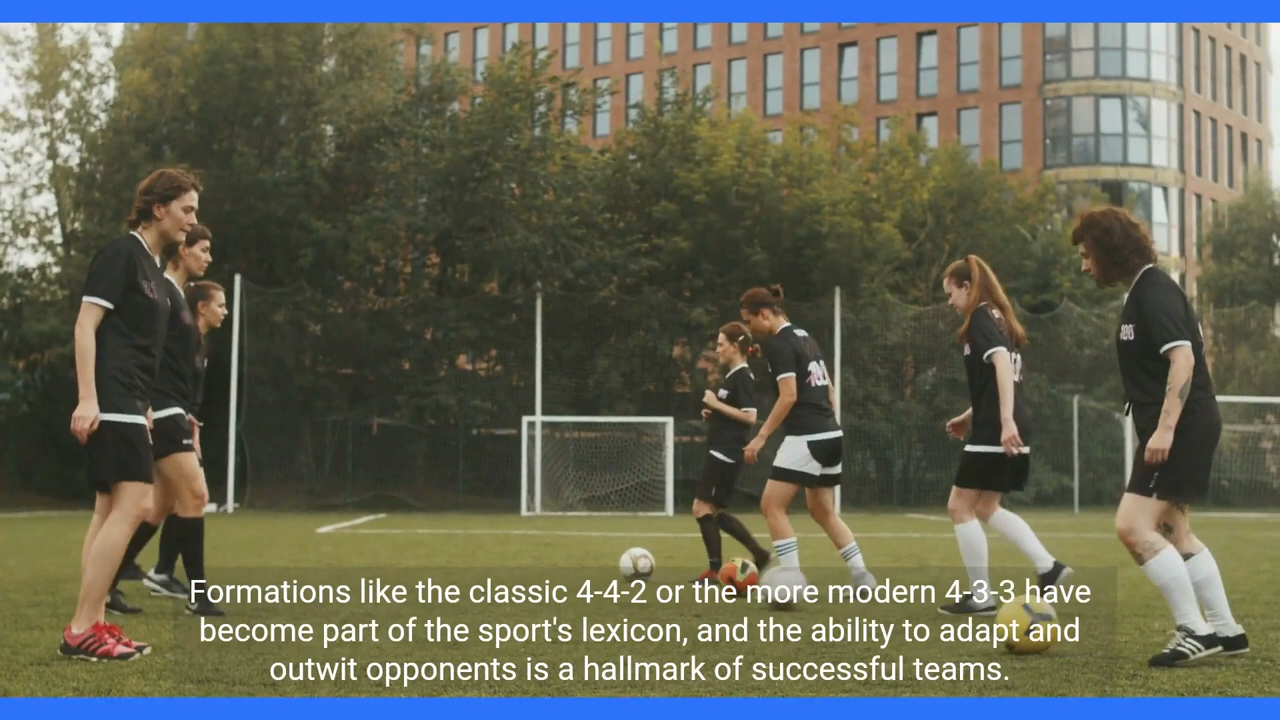 Formations like the classic 4-4-2 or the more modern 4-3-3 have
become part of the sport's lexicon, and the ability to adapt and
outwit opponents is a hallmark of successful teams.